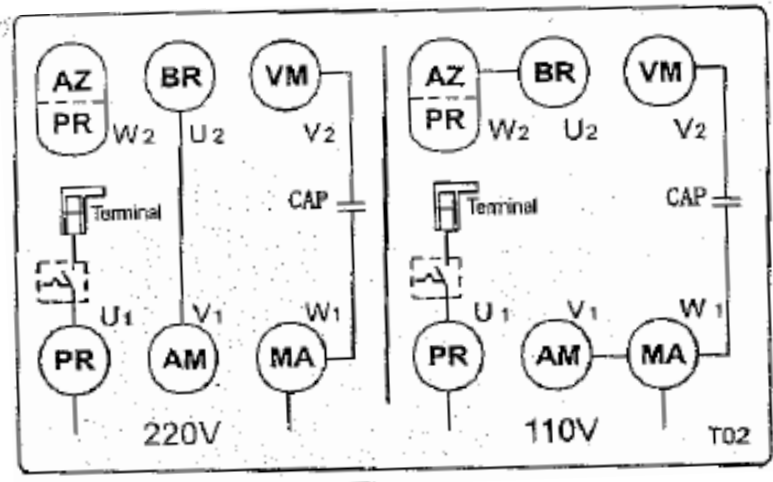 AZ BR VM
PR W2 U2 V2
Terminal CAP
U1 V1 W1
PR AM MA
220V
AZ BR VM
PR W2 U2 V2
Terminal CAP
U1 V1 W1
PR AM MA
110V T02